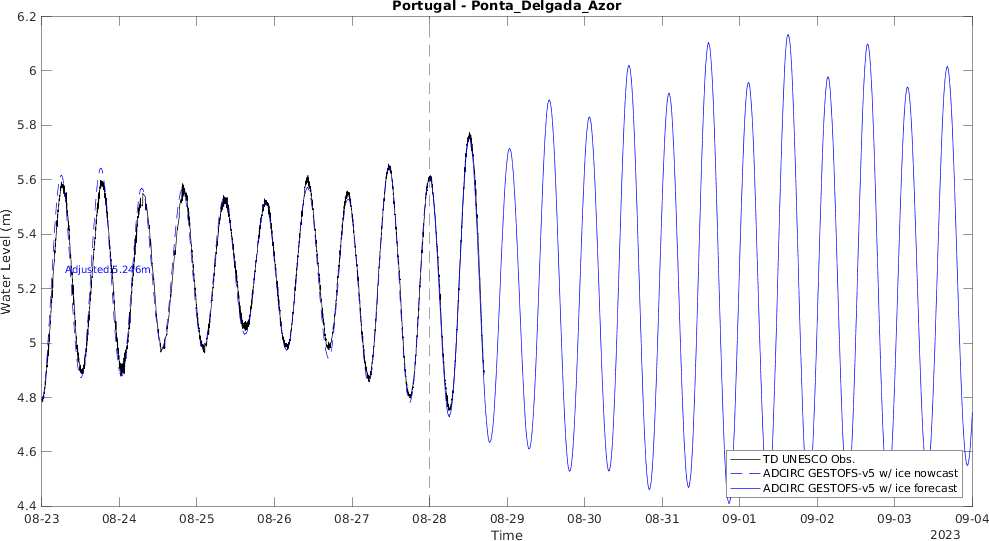 Portugal - Ponta_Delgada_Azor
6.2
6
5.8
5.6
5.4
5.2
5
4.8
4.6
4.4
Water Level (m)
Adjusted:5.246m
TD UNESCO Obs.
ADCIRC GESTOFS-v5 w/ ice nowcast
ADCIRC GESTOFS-v5 w/ ice forecast
08-23 08-24 08-25 08-26 08-27 08-28 08-29 08-30 08-31 09-01 09-02 09-03 09-04
Time
2023